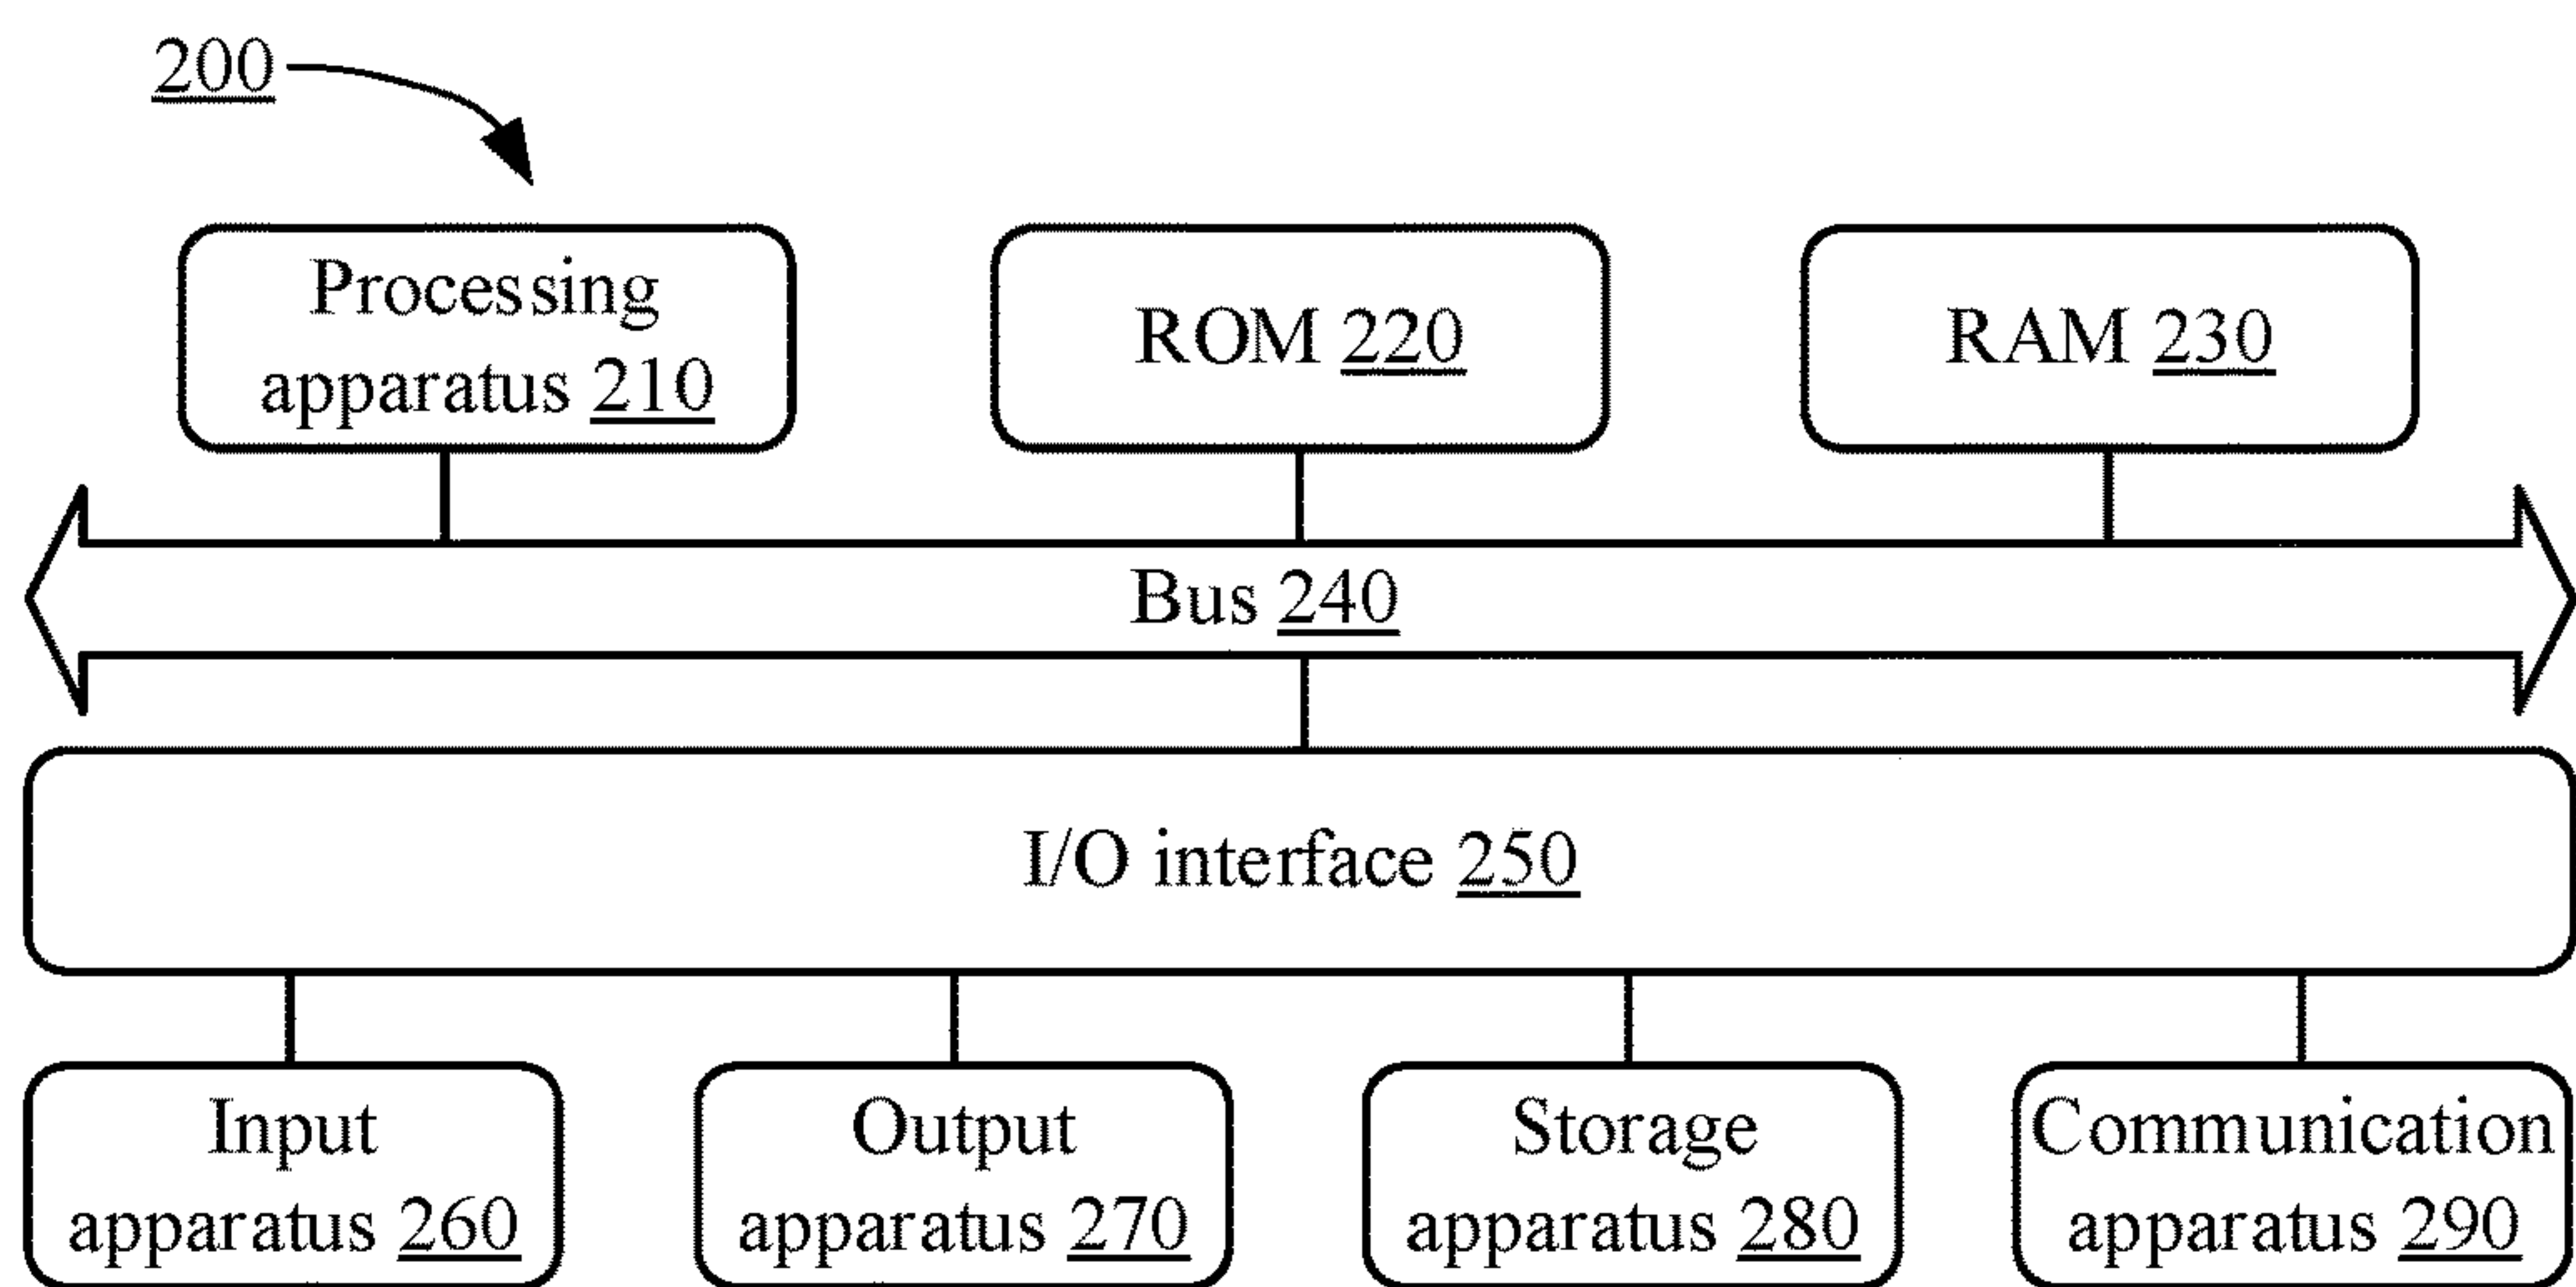 200
Processing
apparatus 210
ROM 220
RAM 230
Bus 240
I/O interface 250
Input
apparatus 260
Output
apparatus 270
Storage
apparatus 280
Communication
apparatus 290